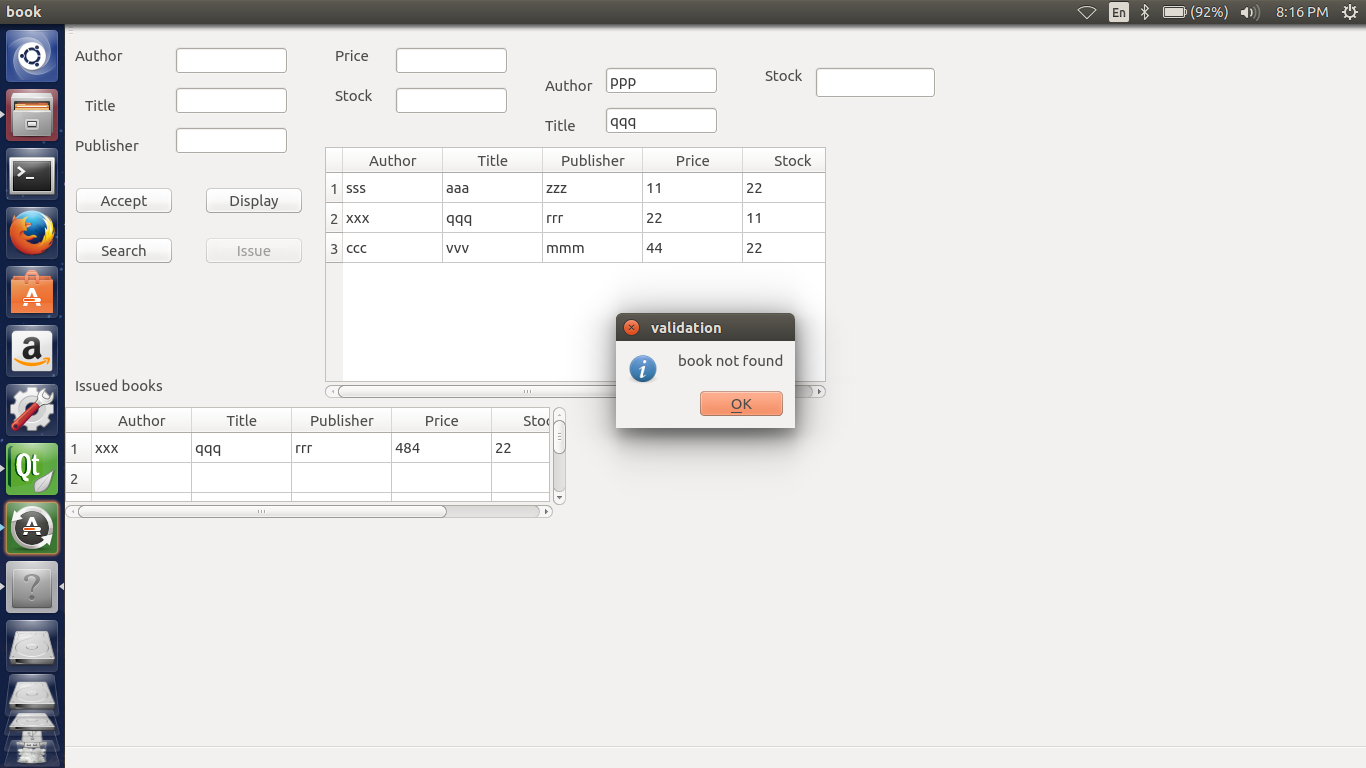 book En (92%) 8:16 PM
Author Price
Author ppp Stock
Title Stock
Title qqq
Publisher
Author Title Publisher Price Stock
1 sss aaa zzz 11 22
2 xxx qqq rrr 22 11
3 ccc vvv mmm 44 22
Accept Display
Search Issue
validation
book not found
OK
Issued books
Author Title Publisher Price Stoc
1 xxx qqq rrr 484 22
2
>_
A
a
Qt
A
?